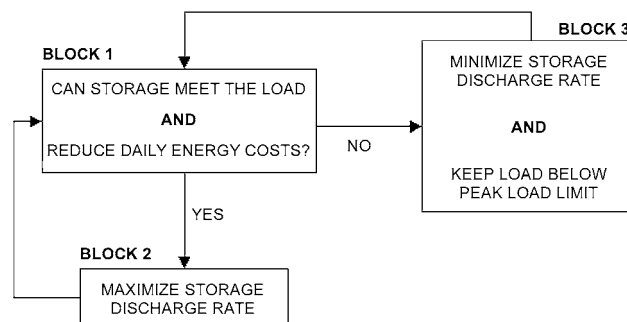 BLOCK 1
CAN STORAGE MEET THE LOAD
AND
REDUCE DAILY ENERGY COSTS?
NO
YES
BLOCK 2
MAXIMIZE STORAGE
DISCHARGE RATE
BLOCK 3
MINIMIZE STORAGE
DISCHARGE RATE
AND
KEEP LOAD BELOW
PEAK LOAD LIMIT